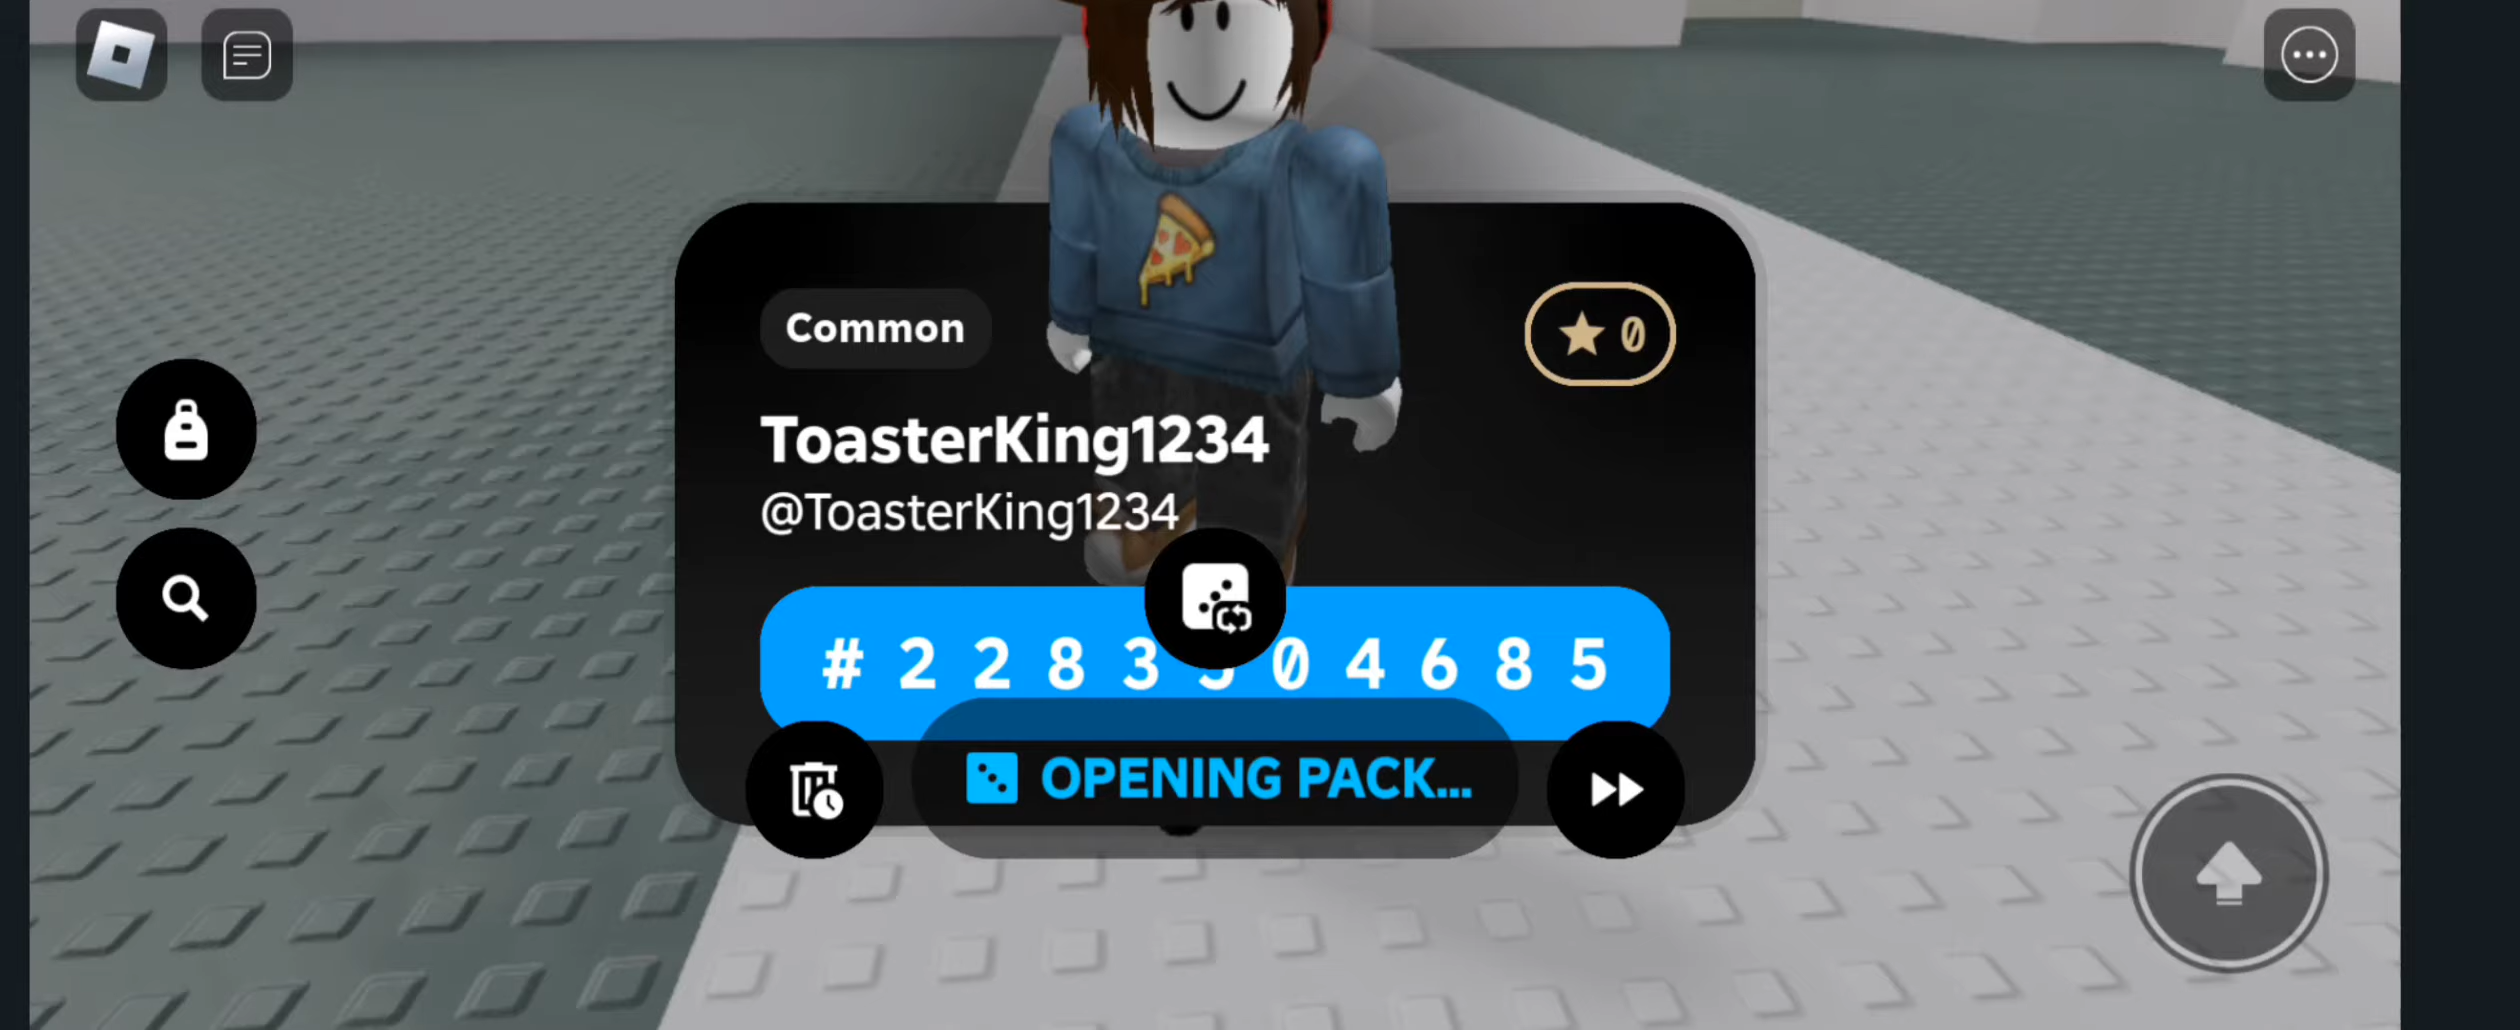 Common
★ 0
ToasterKing1234
@ToasterKing1234
# 2 2 8 3 0 4 6 8 5
OPENING PACK...